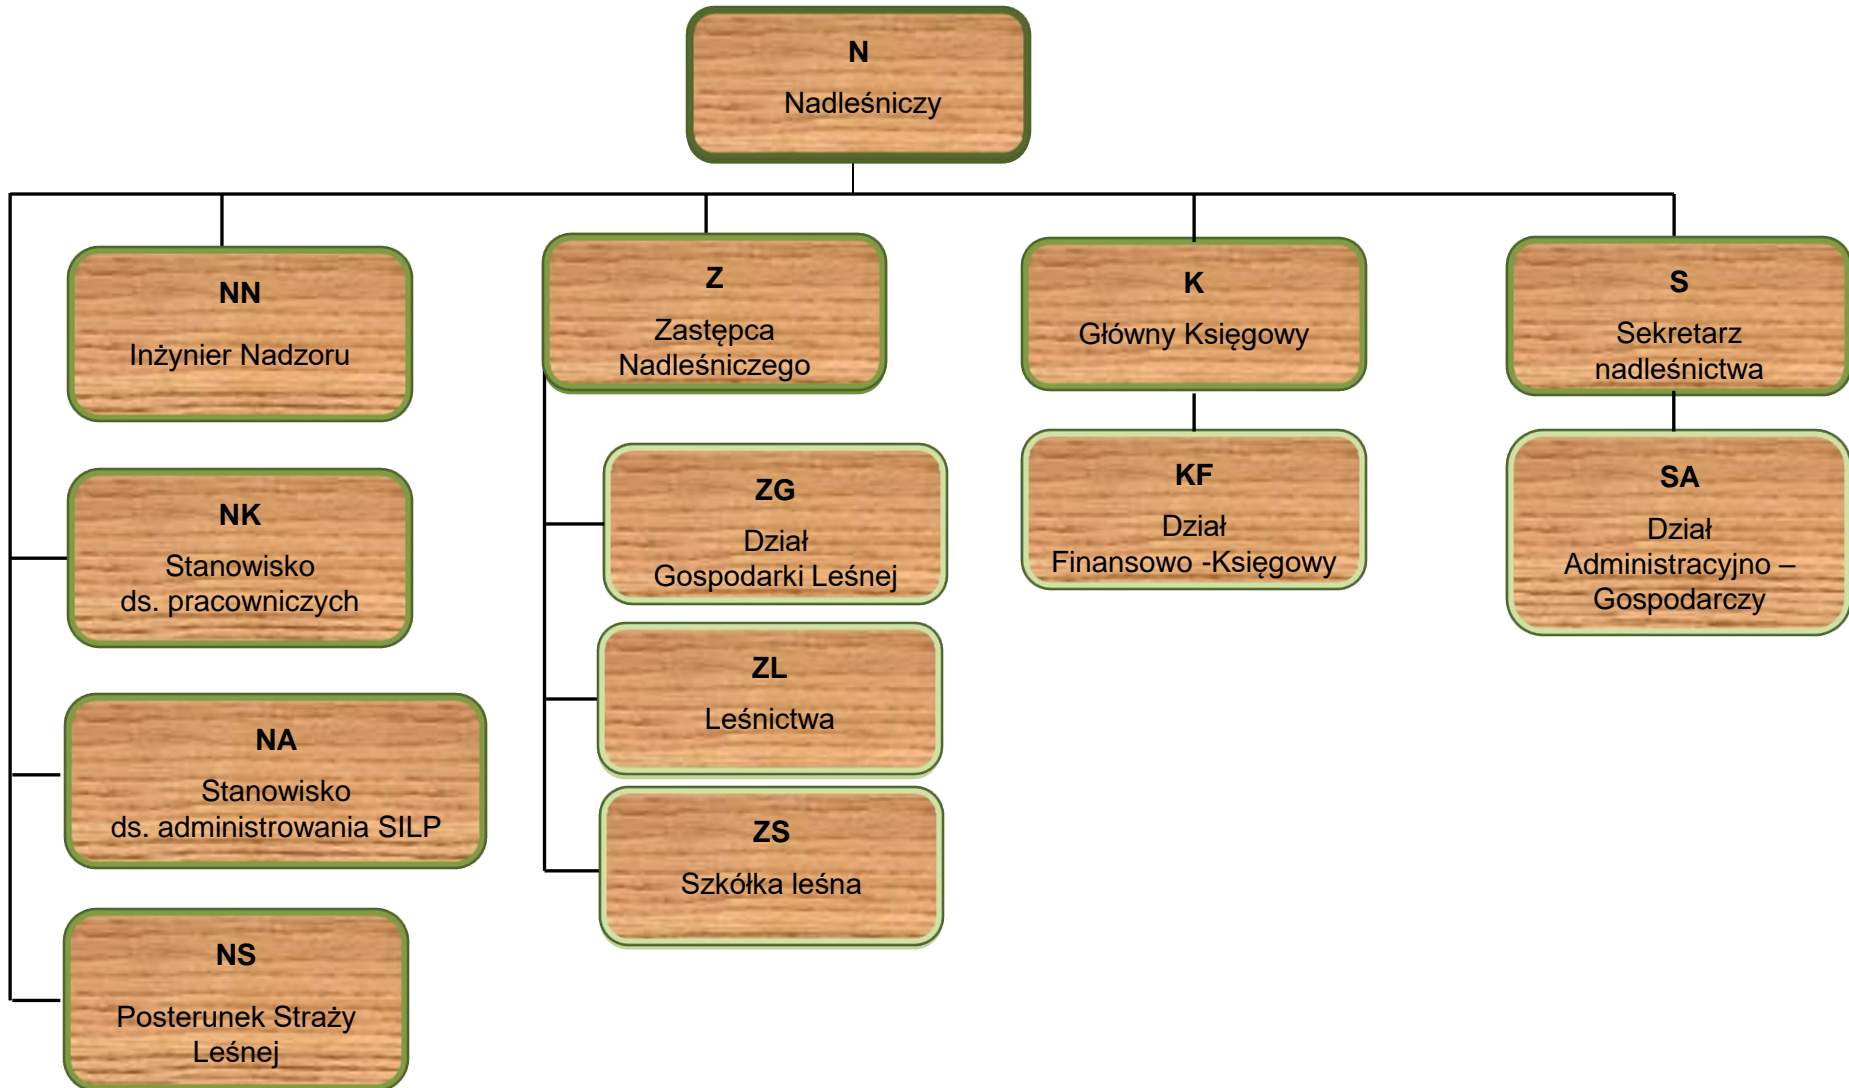 N
Nadleśniczy
NN
Inżynier Nadzoru
NK
Stanowisko
ds. pracowniczych
NA
Stanowisko
ds. administrowania SILP
NS
Posterunek Straży
Leśnej
Z
Zastępca
Nadleśniczego
ZG
Dział
Gospodarki Leśnej
ZL
Leśnictwa
ZS
Szkółka leśna
K
Główny Księgowy
KF
Dział
Finansowo -Księgowy
S
Sekretarz
nadleśnictwa
SA
Dział
Administracyjno –
Gospodarczy